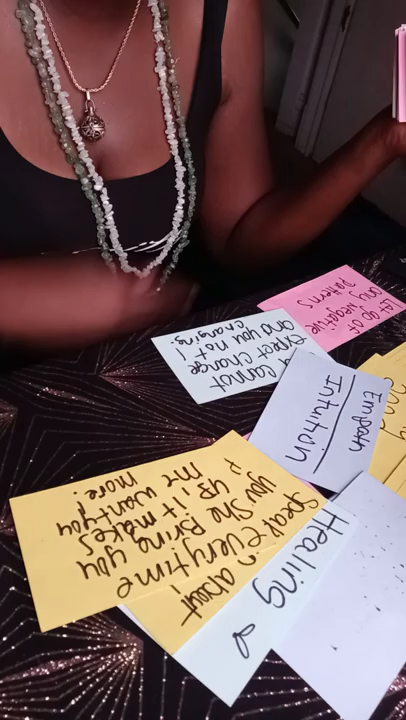 Let go of
any negative
patterns
cannot
expect change
and you not!
changing.
Empath
Intuition
about
Speak everytime
you she Bring you
up, it makes
me want you
more!
Healing